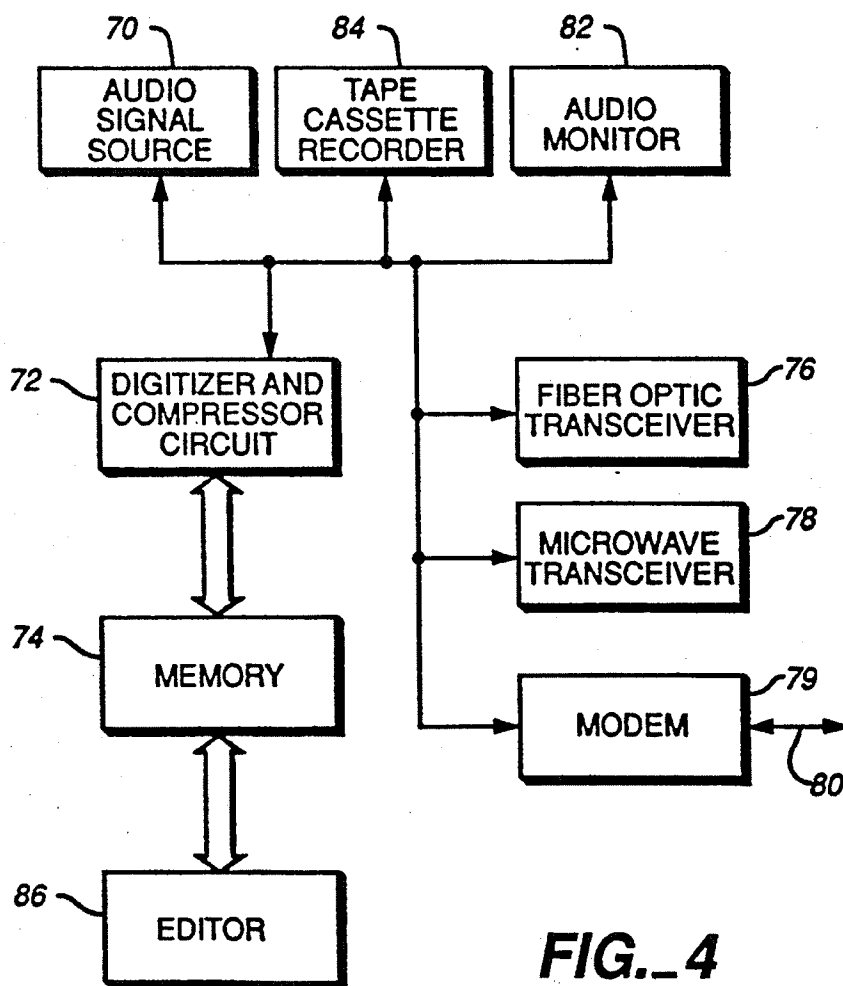 70
84
82
AUDIO
SIGNAL
SOURCE
TAPE
CASSETTE
RECORDER
AUDIO
MONITOR
72
DIGITIZER AND
COMPRESSOR
CIRCUIT
76
FIBER OPTIC
TRANSCEIVER
78
MICROWAVE
TRANSCEIVER
74
MEMORY
79
MODEM
80
86
EDITOR
FIG._4